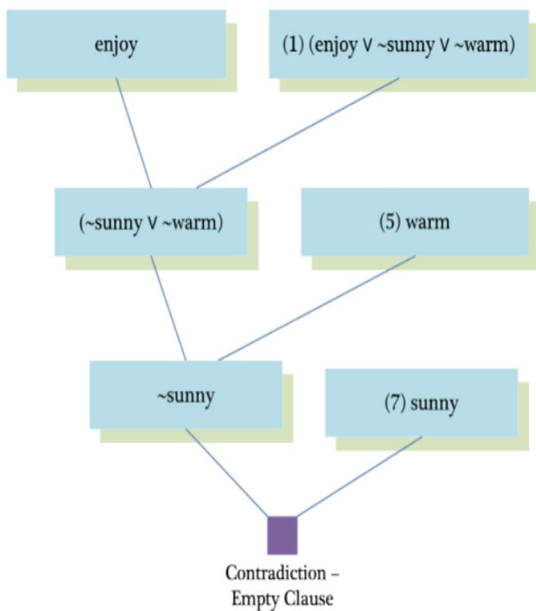 enjoy
(1) (enjoy ∨ ~sunny ∨ ~warm)
(~sunny ∨ ~warm)
(5) warm
~sunny
(7) sunny
Contradiction –
Empty Clause